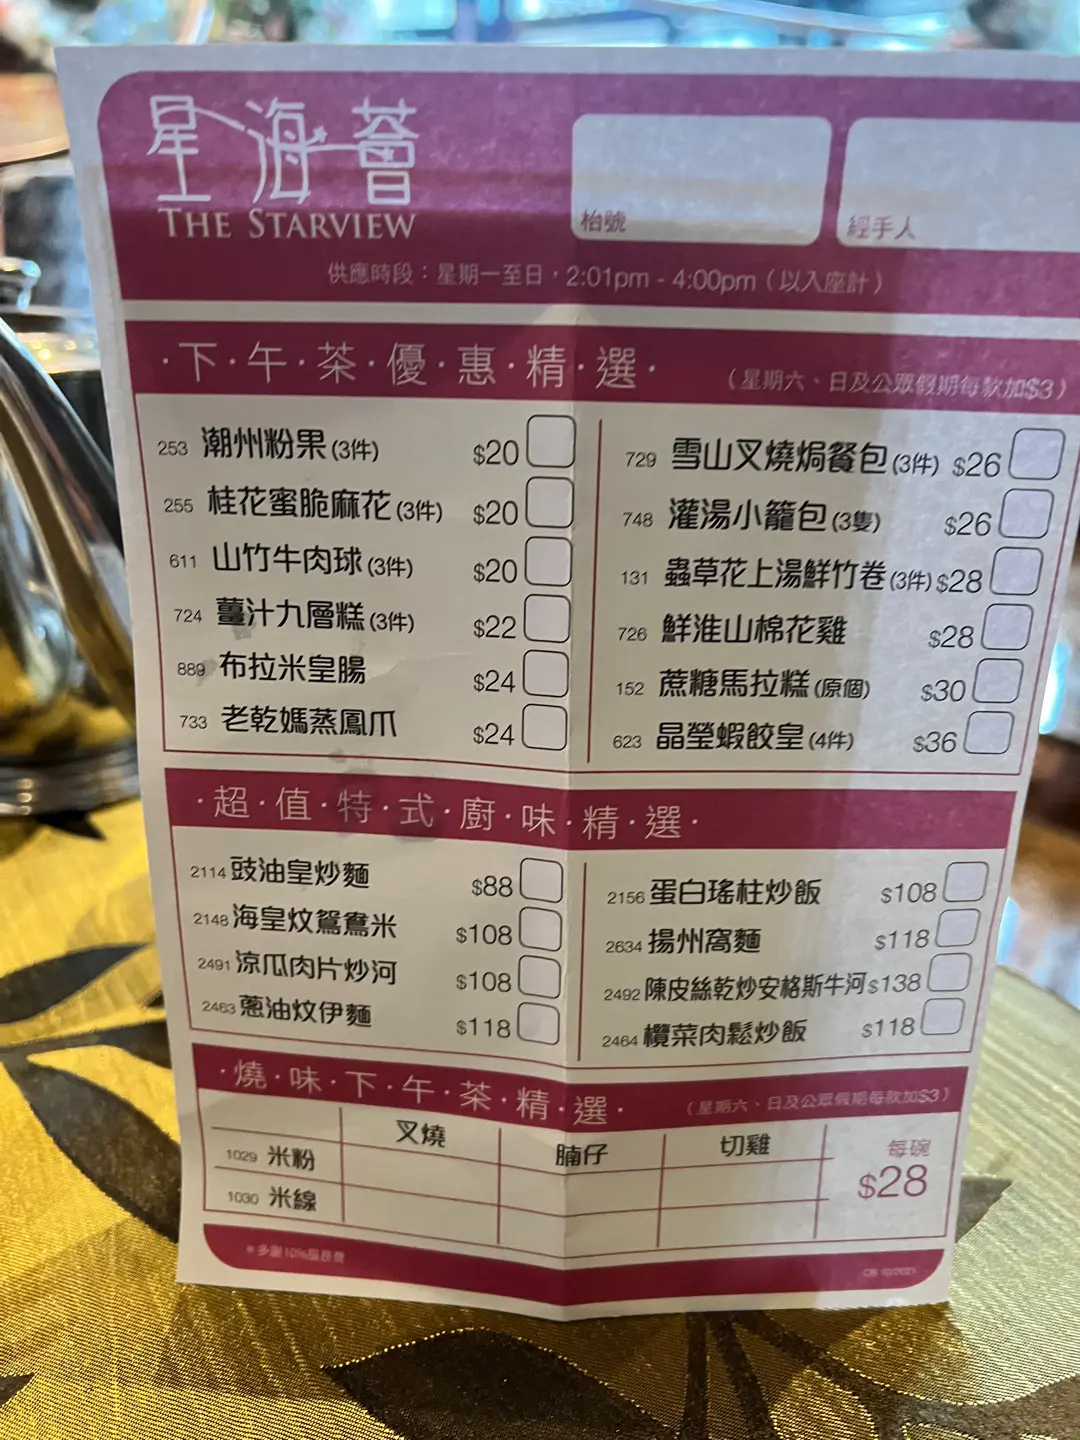 星海薈
THE STARVIEW
枱號
經手人
供應時段：星期一至日，2:01pm - 4:00pm（以入座計）
·下·午·茶·優·惠·精·選·
（星期六、日及公眾假期每款加$3）
253 潮州粉果(3件) $20
255 桂花蜜脆麻花(3件) $20
611 山竹牛肉球(3件) $20
724 薑汁九層糕(3件) $22
889 布拉米皇腸 $24
733 老乾媽蒸鳳爪 $24
729 雪山叉燒焗餐包(3件) $26
748 灌湯小籠包(3隻) $26
131 蟲草花上湯鮮竹卷(3件) $28
726 鮮淮山棉花雞 $28
152 蔗糖馬拉糕(原個) $30
623 晶瑩蝦餃皇(4件) $36
·超·值·特·式·廚·味·精·選·
2114 豉油皇炒麵 $88
2148 海皇炆鴛鴦米 $108
2491 涼瓜肉片炒河 $108
2463 蔥油炆伊麵 $118
2156 蛋白瑤柱炒飯 $108
2634 揚州窩麵 $118
2492 陳皮絲乾炒安格斯牛河 $138
2464 欖菜肉鬆炒飯 $118
·燒·味·下·午·茶·精·選·
（星期六、日及公眾假期每款加$3）
叉燒 腩仔 切雞
1029 米粉
1030 米線
每碗
$28
*多謝10%服務費
CB 10/2021